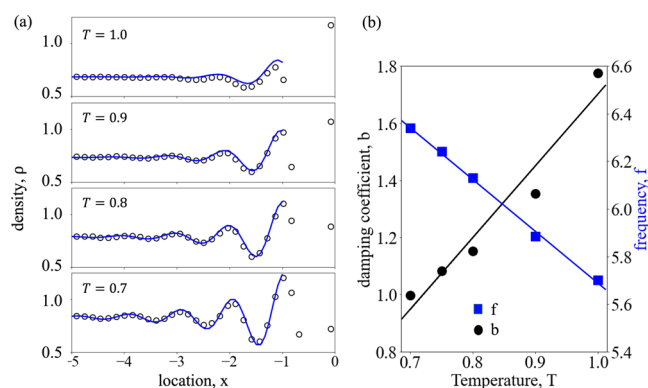 (a)
T = 1.0
1.0
0.5
T = 0.9
1.0
0.5
T = 0.8
1.0
0.5
T = 0.7
1.0
0.5
−5 −4 −3 −2 −1 0
location, x
density, ρ
(b)
1.8
1.6
1.4
1.2
1.0
0.8
damping coefficient, b
6.6
6.4
6.2
6.0
5.8
5.6
5.4
frequency, f
f
b
0.7 0.8 0.9 1.0
Temperature, T